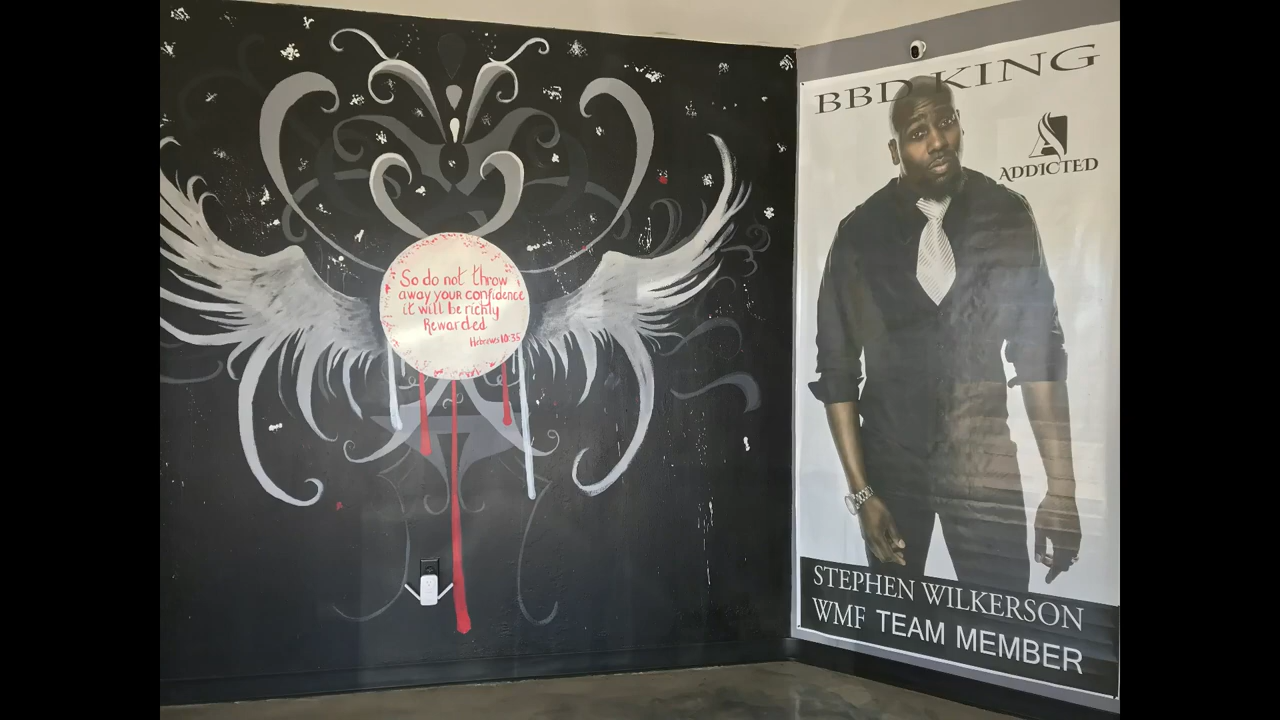 So do not throw
away your confidence
it will be richly
Rewarded
Hebrews 10:35
BBD KING
ADDICTED
STEPHEN WILKERSON
WMF TEAM MEMBER